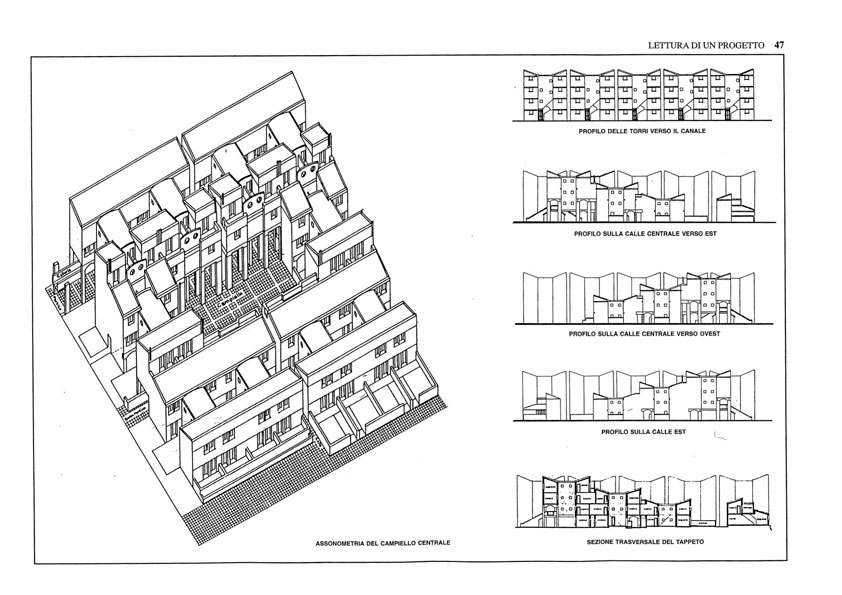 LETTURA DI UN PROGETTO 47
PROFILO DELLE TORRI VERSO IL CANALE
PROFILO SULLA CALLE CENTRALE VERSO EST
PROFILO SULLA CALLE CENTRALE VERSO OVEST
PROFILO SULLA CALLE EST
ASSONOMETRIA DEL CAMPIELLO CENTRALE
SEZIONE TRASVERSALE DEL TAPPETO